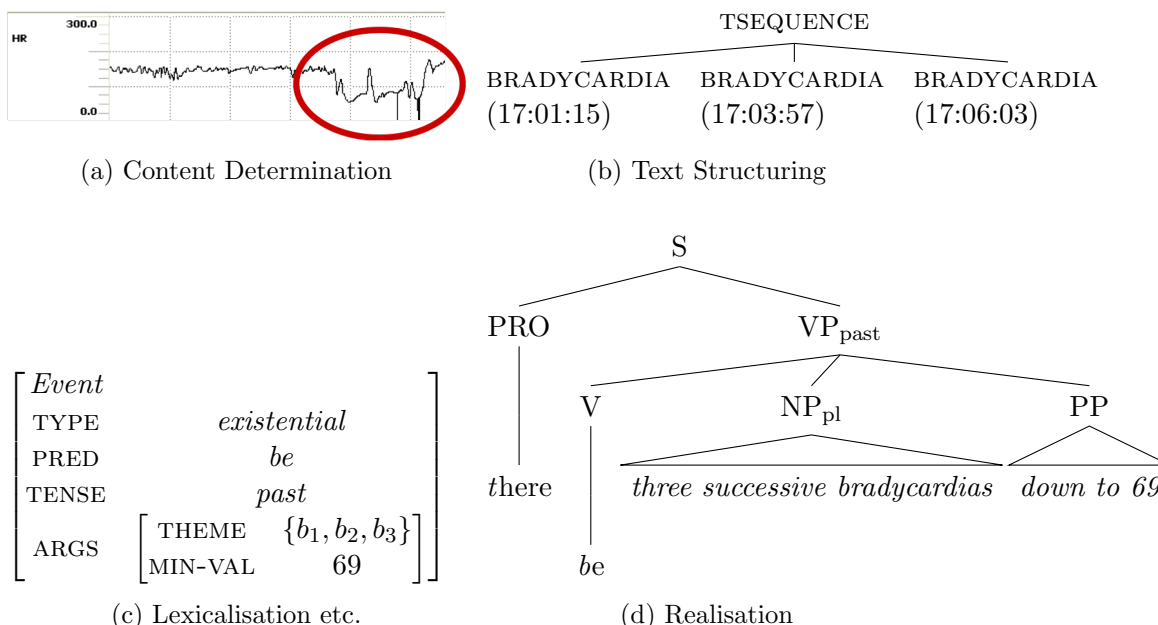 300.0
HR
0.0
(a) Content Determination
TSEQUENCE
BRADYCARDIA BRADYCARDIA BRADYCARDIA
(17:01:15) (17:03:57) (17:06:03)
(b) Text Structuring
Event
TYPE existential
PRED be
TENSE past
ARGS THEME {b1, b2, b3}
MIN-VAL 69
(c) Lexicalisation etc.
S
PRO VPpast
V NPpl PP
there three successive bradycardias down to 69
be
(d) Realisation